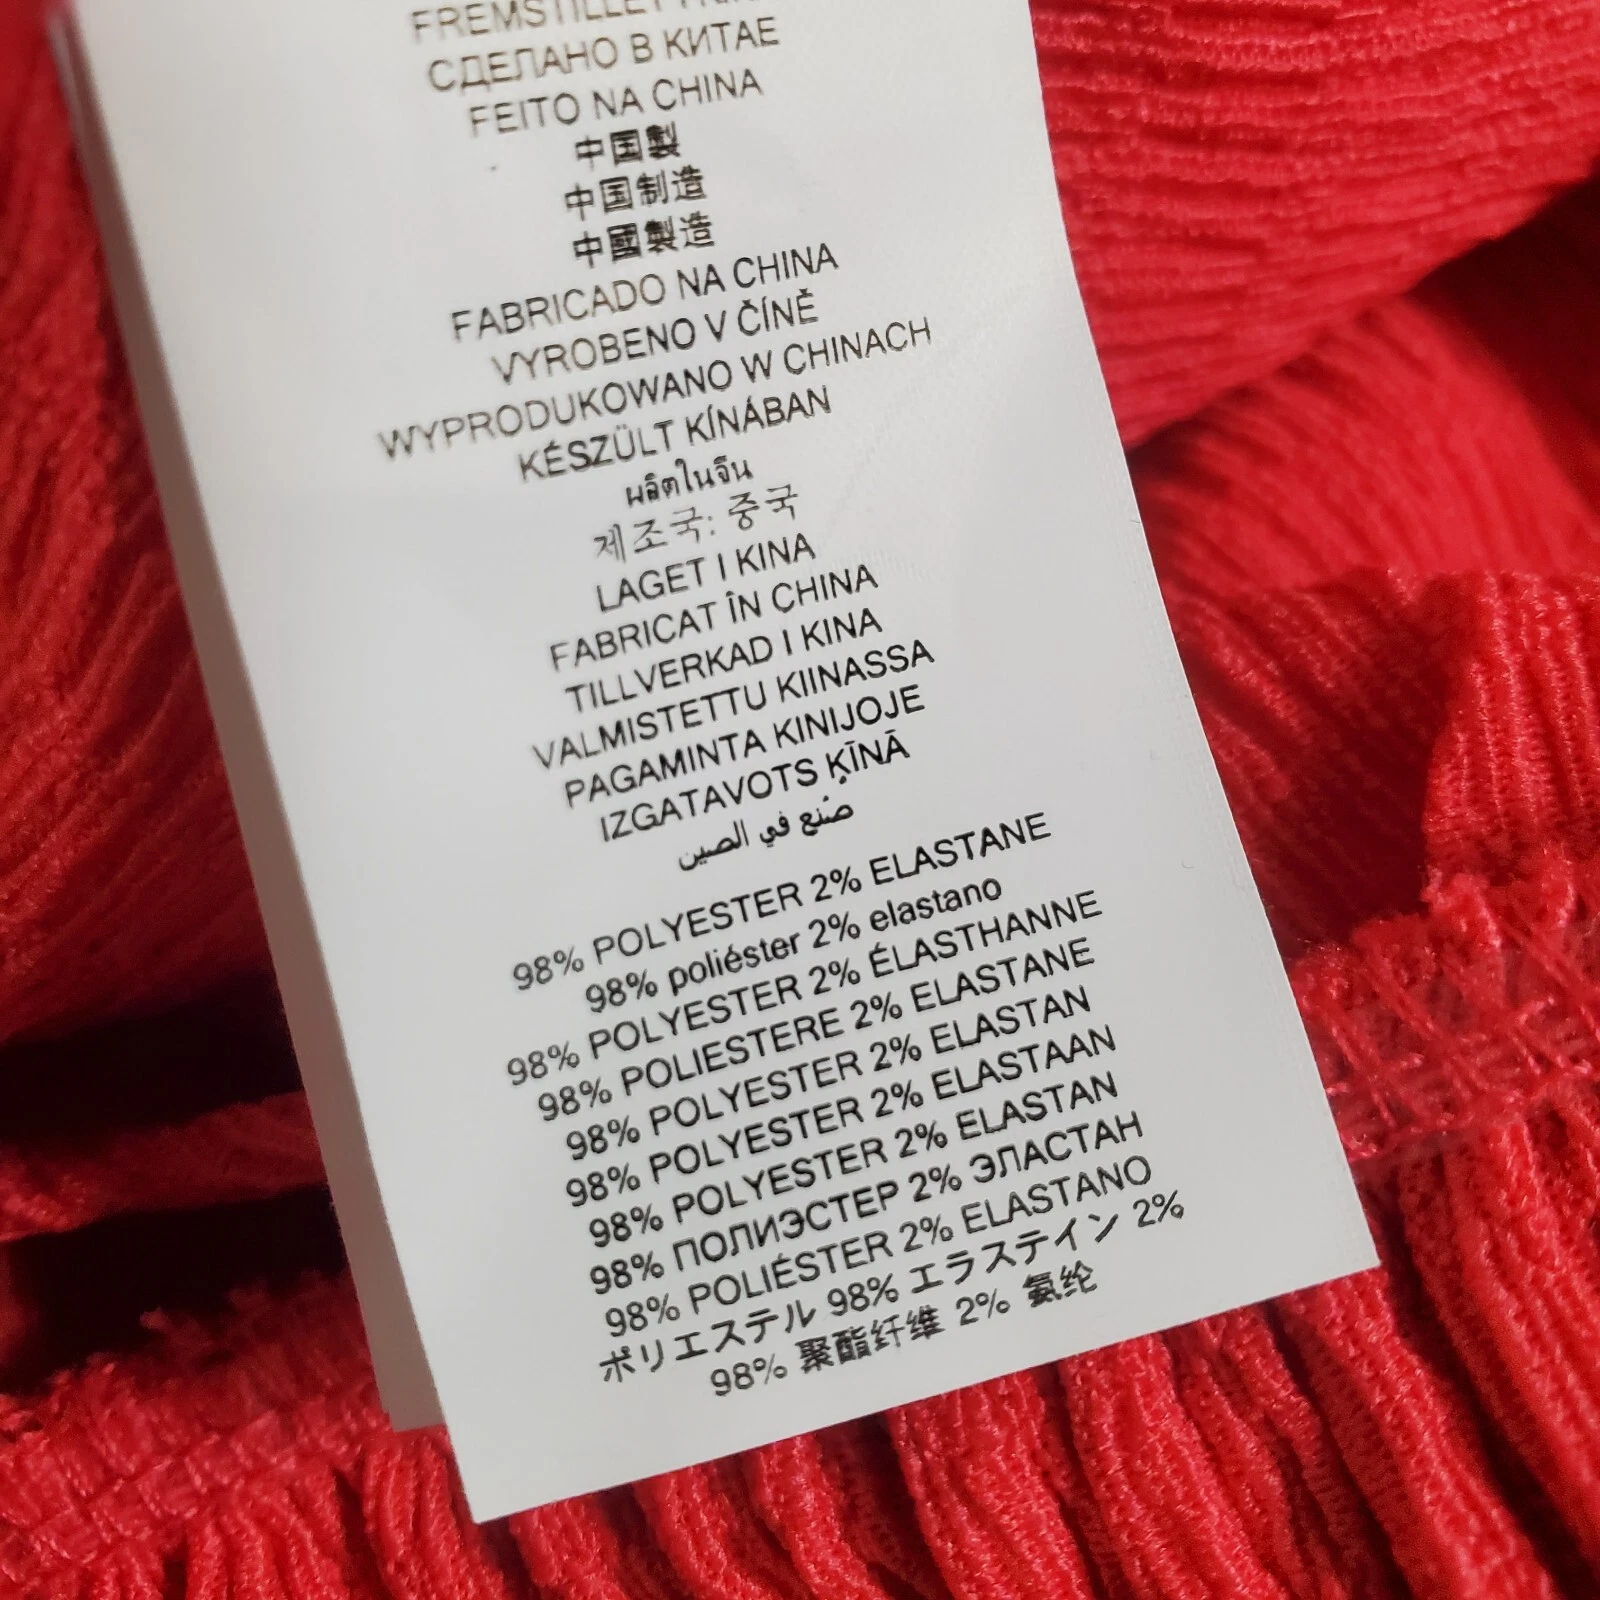 FREMSTILLET I
СДЕЛАНО В КИТАЕ
FEITO NA CHINA
中国製
中国制造
中國製造
FABRICADO NA CHINA
VYROBENO V ČÍNĚ
WYPRODUKOWANO W CHINACH
KÉSZÜLT KÍNÁBAN
ผลิตในจีน
제조국: 중국
LAGET I KINA
FABRICAT ÎN CHINA
TILLVERKAD I KINA
VALMISTETTU KIINASSA
PAGAMINTA KINIJOJE
IZGATAVOTS ĶĪNĀ
صُنع في الصين
98% POLYESTER 2% ELASTANE
98% poliéster 2% elastano
98% POLYESTER 2% ÉLASTHANNE
98% POLIESTERE 2% ELASTANE
98% POLYESTER 2% ELASTAN
98% POLYESTER 2% ELASTAAN
98% POLYESTER 2% ELASTAN
98% ПОЛИЭСТЕР 2% ЭЛАСТАН
98% POLIÉSTER 2% ELASTANO
ポリエステル 98% エラスティン 2%
98% 聚酯纤维 2% 氨纶